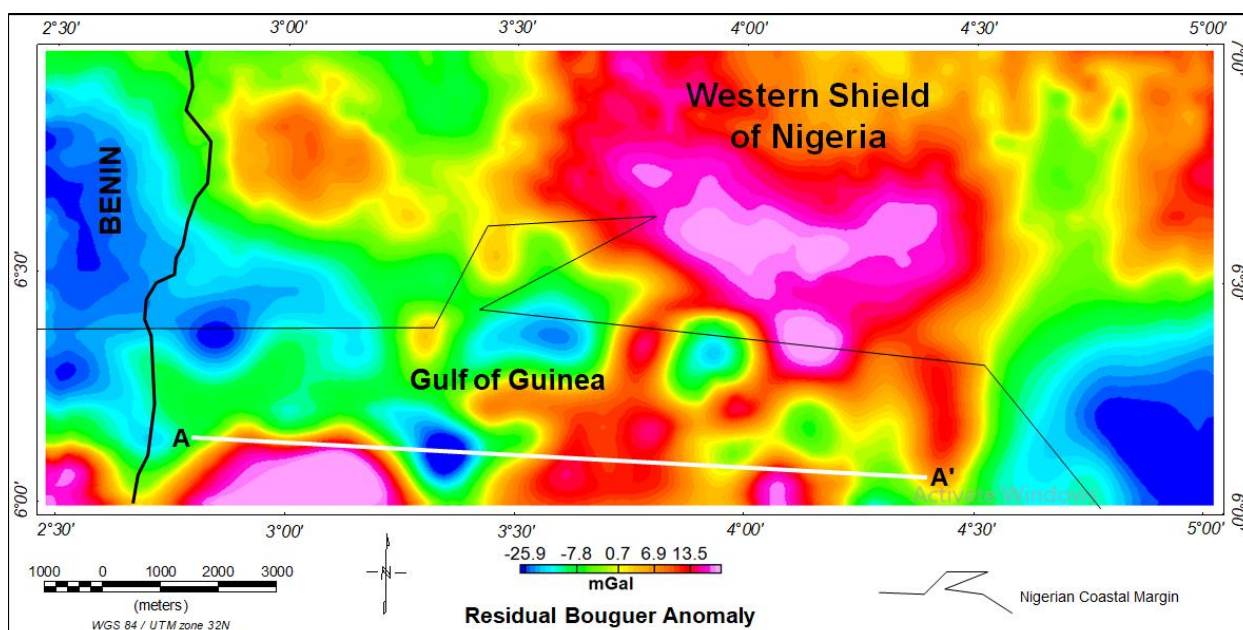 2°30' 3°00' 3°30' 4°00' 4°30' 5°00'
7°00'
Western Shield
of Nigeria
BENIN
6°30' 6°30'
Gulf of Guinea
A A'
Activate Windows
6°00' 6°00'
2°30' 3°00' 3°30' 4°00' 4°30' 5°00'
1000 0 1000 2000 3000
(meters)
WGS 84 / UTM zone 32N
N
-25.9 -7.8 0.7 6.9 13.5
mGal
Residual Bouguer Anomaly
Nigerian Coastal Margin